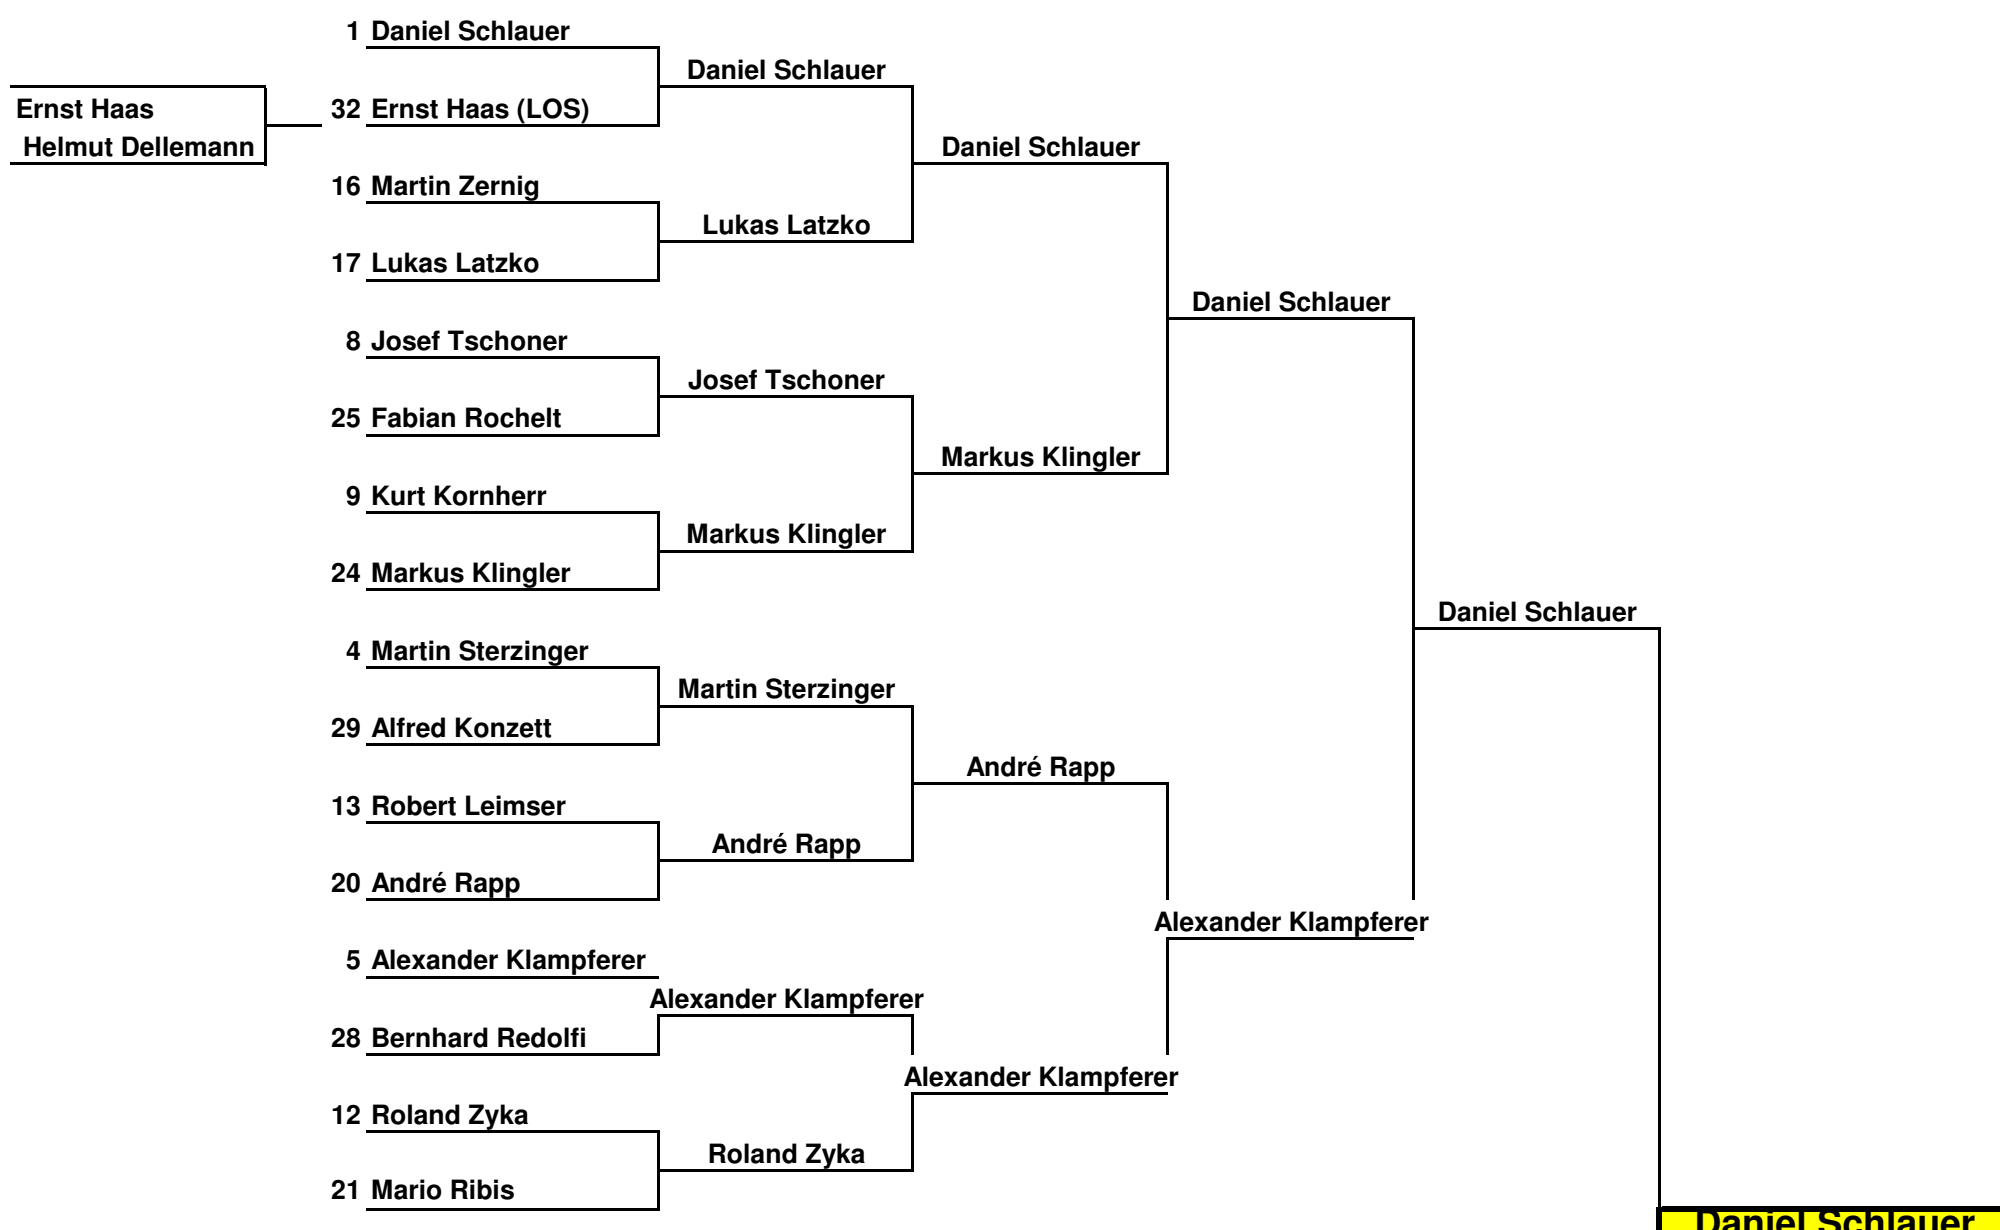 1 Daniel Schlauer
Daniel Schlauer
Ernst Haas
32 Ernst Haas (LOS)
Helmut Dellemann
Daniel Schlauer
16 Martin Zernig
Lukas Latzko
17 Lukas Latzko
Daniel Schlauer
8 Josef Tschoner
Josef Tschoner
25 Fabian Rochelt
Markus Klingler
9 Kurt Kornherr
Markus Klingler
24 Markus Klingler
Daniel Schlauer
4 Martin Sterzinger
Martin Sterzinger
29 Alfred Konzett
André Rapp
13 Robert Leimser
André Rapp
20 André Rapp
Alexander Klampferer
5 Alexander Klampferer
Alexander Klampferer
28 Bernhard Redolfi
Alexander Klampferer
12 Roland Zyka
Roland Zyka
21 Mario Ribis
Daniel Schlauer